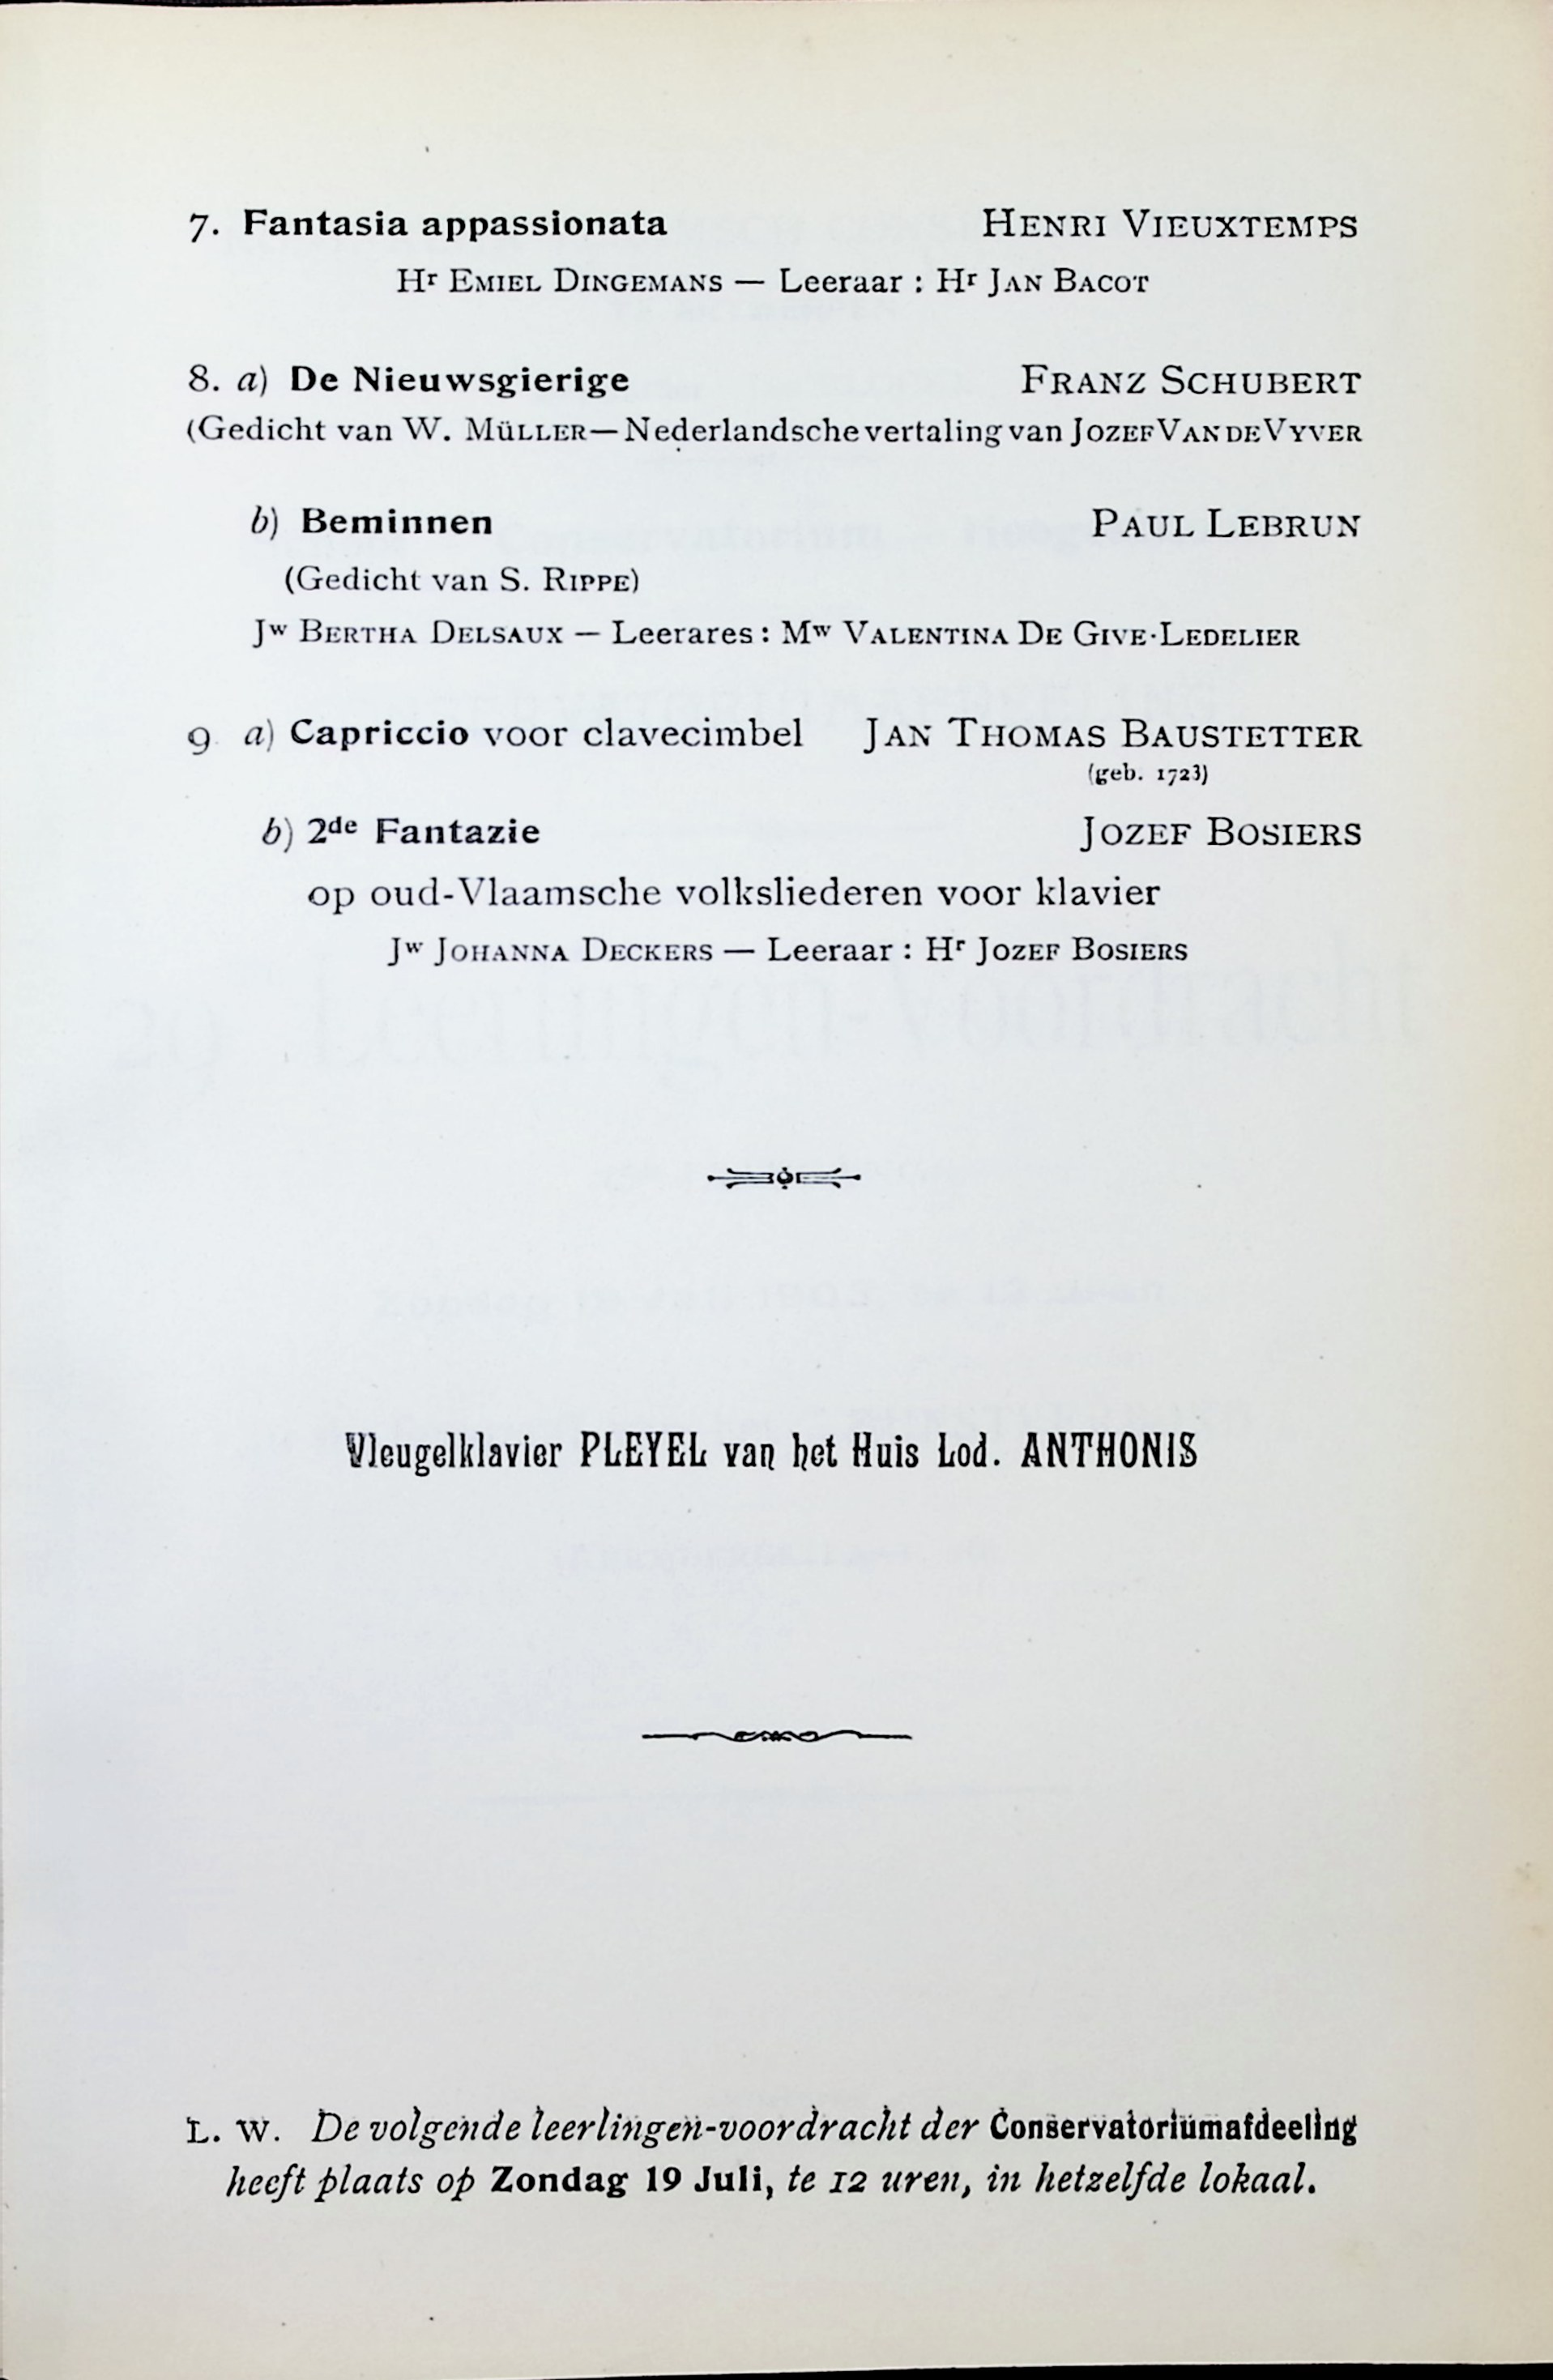 7. Fantasia appassionata HENRI VIEUXTEMPS
Hr EMIEL DINGEMANS — Leeraar : Hr JAN BACOT
8. a) De Nieuwsgierige FRANZ SCHUBERT
(Gedicht van W. MÜLLER — Nederlandsche vertaling van JOZEF VAN DE VYVER
b) Beminnen PAUL LEBRUN
(Gedicht van S. RIPPE)
Jw BERTHA DELSAUX — Leerares : Mw VALENTINA DE GIVE-LEDELIER
9 a) Capriccio voor clavecimbel JAN THOMAS BAUSTETTER
(geb. 1723)
b) 2de Fantazie JOZEF BOSIERS
op oud-Vlaamsche volksliederen voor klavier
Jw JOHANNA DECKERS — Leeraar : Hr JOZEF BOSIERS
Vleugelklavier PLEYEL van het Huis Lod. ANTHONIS
L. W. De volgende leerlingen-voordracht der Conservatoriumafdeeling
heeft plaats op Zondag 19 Juli, te 12 uren, in hetzelfde lokaal.